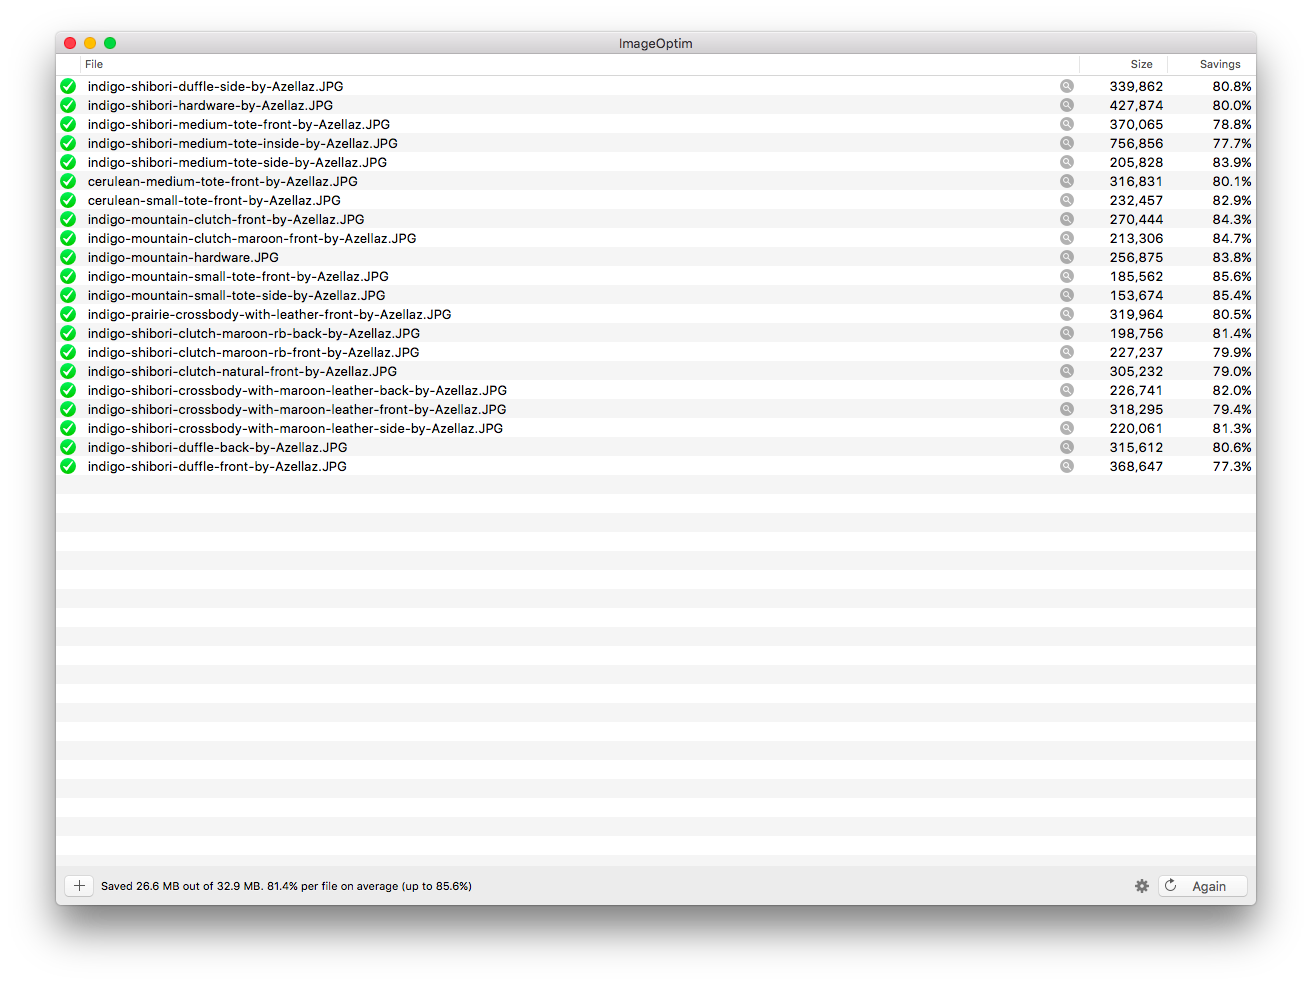 ImageOptim
File Size Savings
indigo-shibori-duffle-side-by-Azellaz.JPG 339,862 80.8%
indigo-shibori-hardware-by-Azellaz.JPG 427,874 80.0%
indigo-shibori-medium-tote-front-by-Azellaz.JPG 370,065 78.8%
indigo-shibori-medium-tote-inside-by-Azellaz.JPG 756,856 77.7%
indigo-shibori-medium-tote-side-by-Azellaz.JPG 205,828 83.9%
cerulean-medium-tote-front-by-Azellaz.JPG 316,831 80.1%
cerulean-small-tote-front-by-Azellaz.JPG 232,457 82.9%
indigo-mountain-clutch-front-by-Azellaz.JPG 270,444 84.3%
indigo-mountain-clutch-maroon-front-by-Azellaz.JPG 213,306 84.7%
indigo-mountain-hardware.JPG 256,875 83.8%
indigo-mountain-small-tote-front-by-Azellaz.JPG 185,562 85.6%
indigo-mountain-small-tote-side-by-Azellaz.JPG 153,674 85.4%
indigo-prairie-crossbody-with-leather-front-by-Azellaz.JPG 319,964 80.5%
indigo-shibori-clutch-maroon-rb-back-by-Azellaz.JPG 198,756 81.4%
indigo-shibori-clutch-maroon-rb-front-by-Azellaz.JPG 227,237 79.9%
indigo-shibori-clutch-natural-front-by-Azellaz.JPG 305,232 79.0%
indigo-shibori-crossbody-with-maroon-leather-back-by-Azellaz.JPG 226,741 82.0%
indigo-shibori-crossbody-with-maroon-leather-front-by-Azellaz.JPG 318,295 79.4%
indigo-shibori-crossbody-with-maroon-leather-side-by-Azellaz.JPG 220,061 81.3%
indigo-shibori-duffle-back-by-Azellaz.JPG 315,612 80.6%
indigo-shibori-duffle-front-by-Azellaz.JPG 368,647 77.3%
Saved 26.6 MB out of 32.9 MB. 81.4% per file on average (up to 85.6%) Again